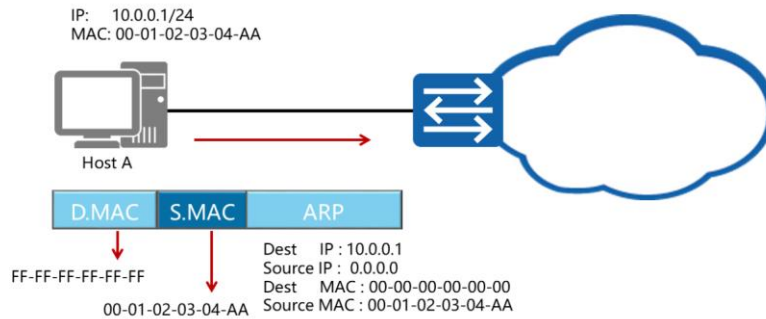 IP: 10.0.0.1/24
MAC: 00-01-02-03-04-AA
Host A
D.MAC S.MAC ARP
FF-FF-FF-FF-FF-FF
00-01-02-03-04-AA
Dest IP : 10.0.0.1
Source IP : 0.0.0.0
Dest MAC : 00-00-00-00-00-00
Source MAC : 00-01-02-03-04-AA